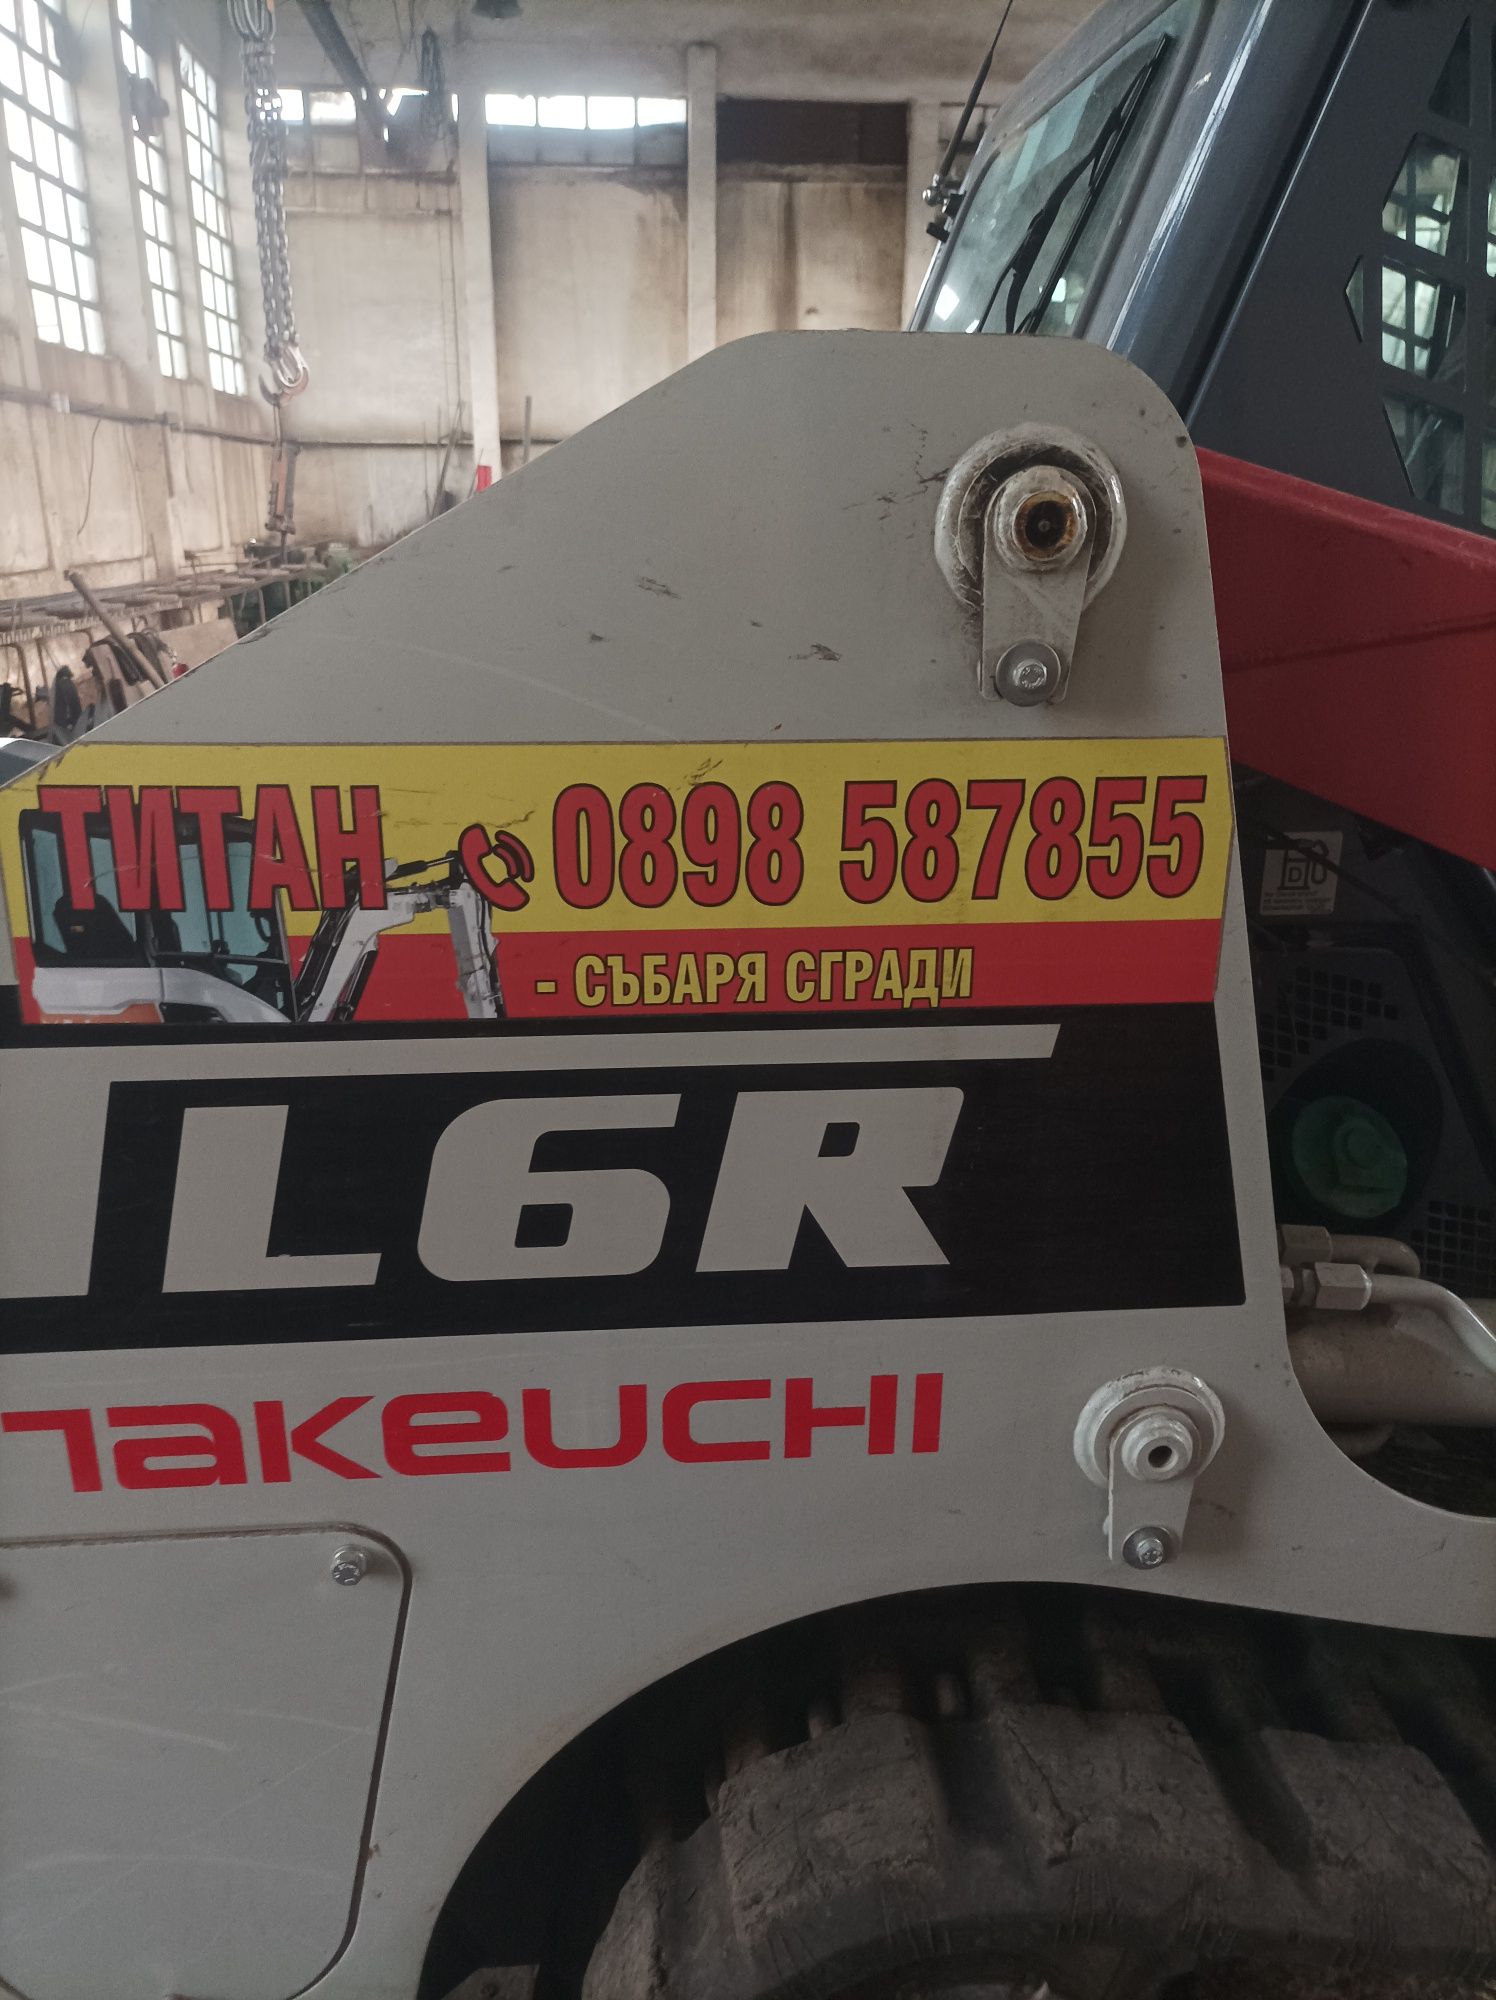 ТИТАН 0898 587855
- СЪБАРЯ СГРАДИ
L6R
TAKEUCHI
D